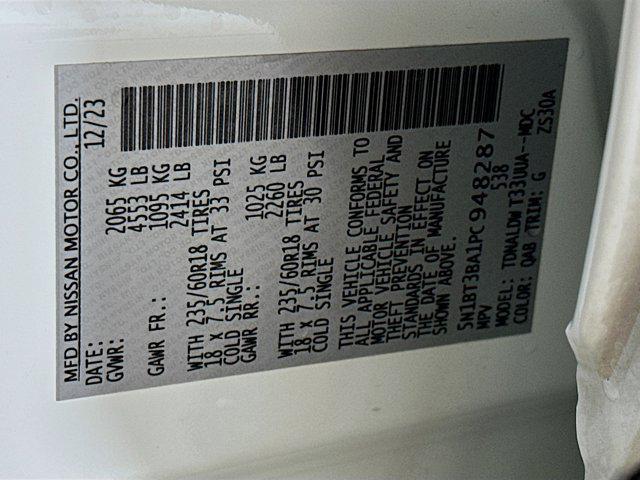 MFD BY NISSAN MOTOR CO., LTD.
DATE: 12/23
GVWR: 2065 KG
4553 LB
GAWR FR.: 1095 KG
2414 LB
WITH 235/60R18 TIRES
18 X 7.5 RIMS AT 33 PSI
COLD SINGLE
GAWR RR.: 1025 KG
2260 LB
WITH 235/60R18 TIRES
18 X 7.5 RIMS AT 30 PSI
COLD SINGLE
THIS VEHICLE CONFORMS TO
ALL APPLICABLE FEDERAL
MOTOR VEHICLE SAFETY AND
THEFT PREVENTION
STANDARDS IN EFFECT ON
THE DATE OF MANUFACTURE
SHOWN ABOVE.
5N1BT3BA1PC948287
MPV 538
MODEL: TDNALDW T33UUA--MDC
COLOR: QAB TRIM: G ZS30A